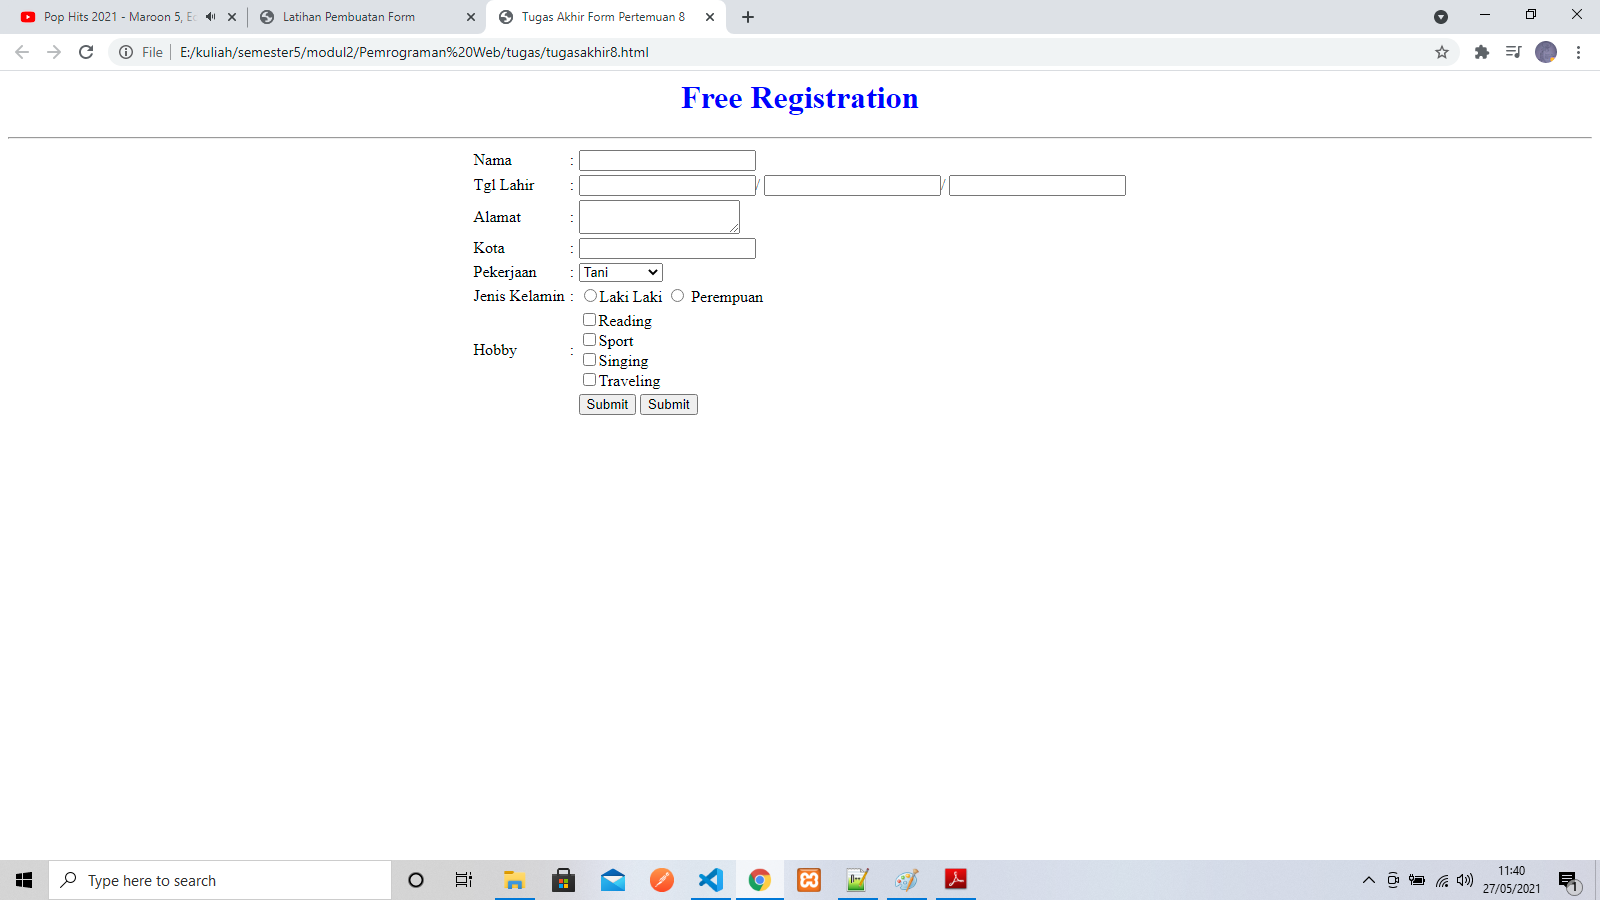 Pop Hits 2021 - Maroon 5, Ed
Latihan Pembuatan Form
Tugas Akhir Form Pertemuan 8
File
E:/kuliah/semester5/modul2/Pemrograman%20Web/tugas/tugasakhir8.html
Free Registration
Nama :
Tgl Lahir : / /
Alamat :
Kota :
Pekerjaan : Tani
Jenis Kelamin : Laki Laki Perempuan
Hobby :
Reading
Sport
Singing
Traveling
Submit Submit
Type here to search
11:40
27/05/2021
1